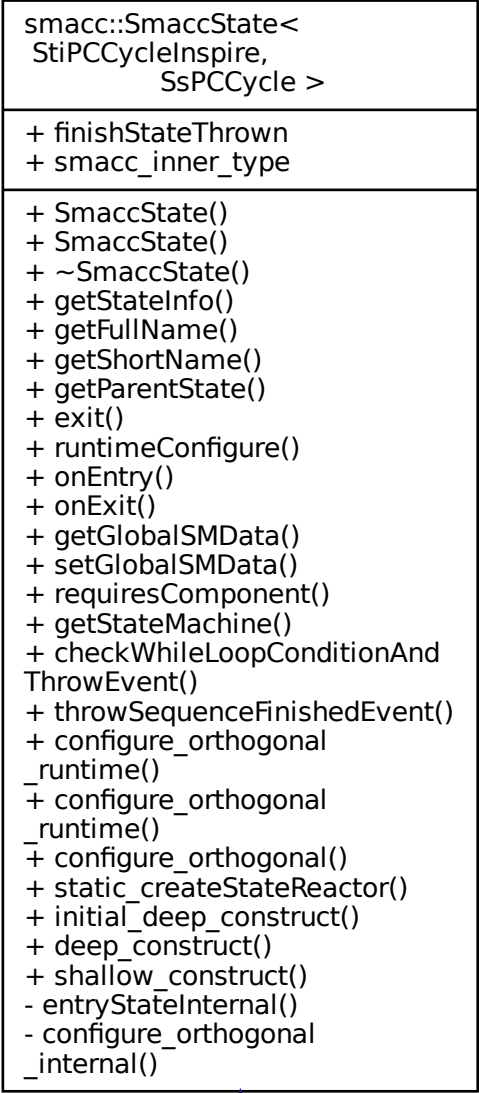 smacc::SmaccState<
StiPCCycleInspire,
SsPCCycle >
+ finishStateThrown
+ smacc_inner_type
+ SmaccState()
+ SmaccState()
+ ~SmaccState()
+ getStateInfo()
+ getFullName()
+ getShortName()
+ getParentState()
+ exit()
+ runtimeConfigure()
+ onEntry()
+ onExit()
+ getGlobalSMData()
+ setGlobalSMData()
+ requiresComponent()
+ getStateMachine()
+ checkWhileLoopConditionAnd
ThrowEvent()
+ throwSequenceFinishedEvent()
+ configure_orthogonal
_runtime()
+ configure_orthogonal
_runtime()
+ configure_orthogonal()
+ static_createStateReactor()
+ initial_deep_construct()
+ deep_construct()
+ shallow_construct()
- entryStateInternal()
- configure_orthogonal
_internal()